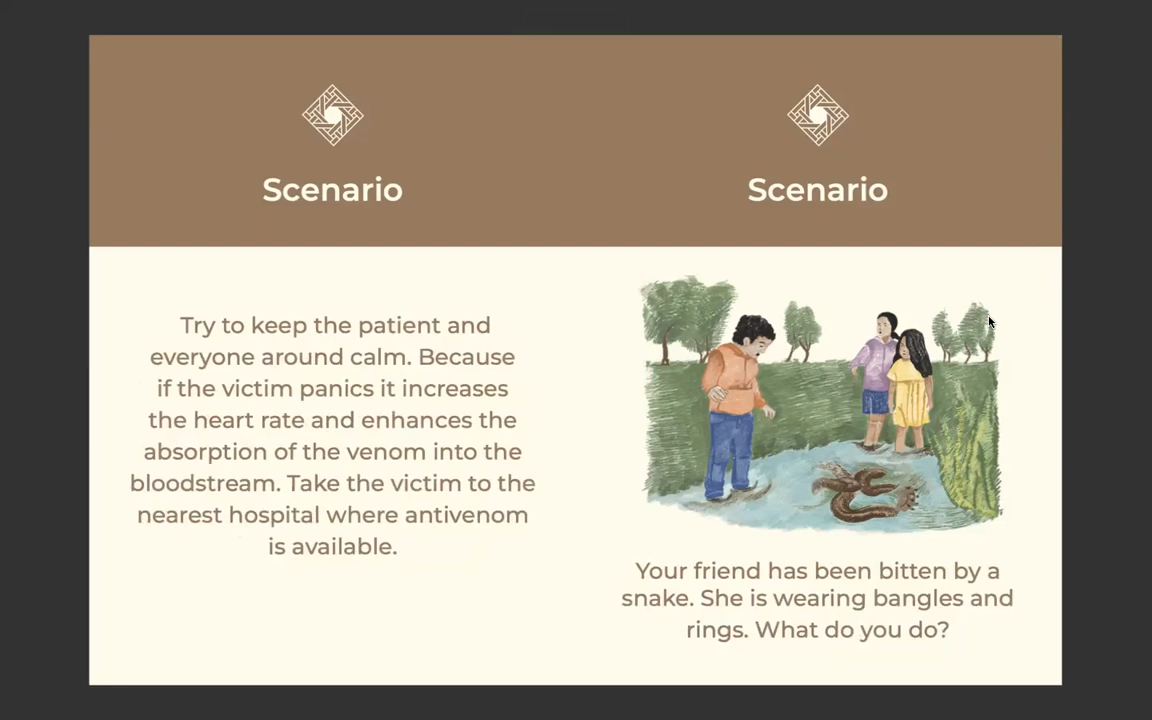 Scenario
Try to keep the patient and
everyone around calm. Because
if the victim panics it increases
the heart rate and enhances the
absorption of the venom into the
bloodstream. Take the victim to the
nearest hospital where antivenom
is available.
Scenario
Your friend has been bitten by a
snake. She is wearing bangles and
rings. What do you do?